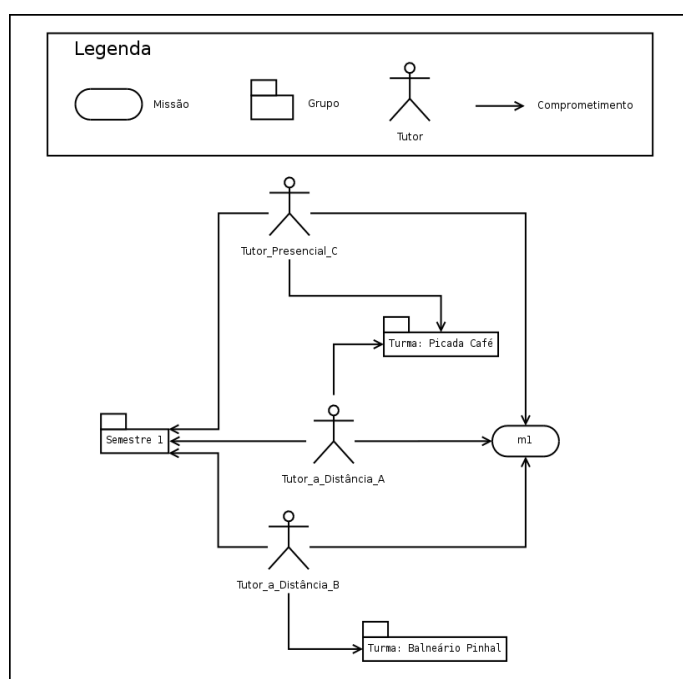 Legenda
Missão
Grupo
Tutor
Comprometimento
Tutor_Presencial_C
Turma: Picada Café
Semestre 1
m1
Tutor_a_Distância_A
Tutor_a_Distância_B
Turma: Balneário Pinhal